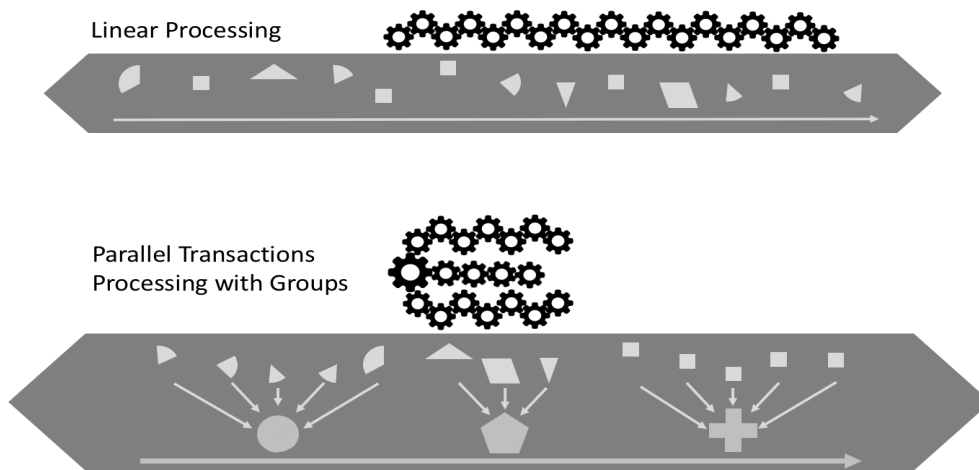 Linear Processing
Parallel Transactions
Processing with Groups